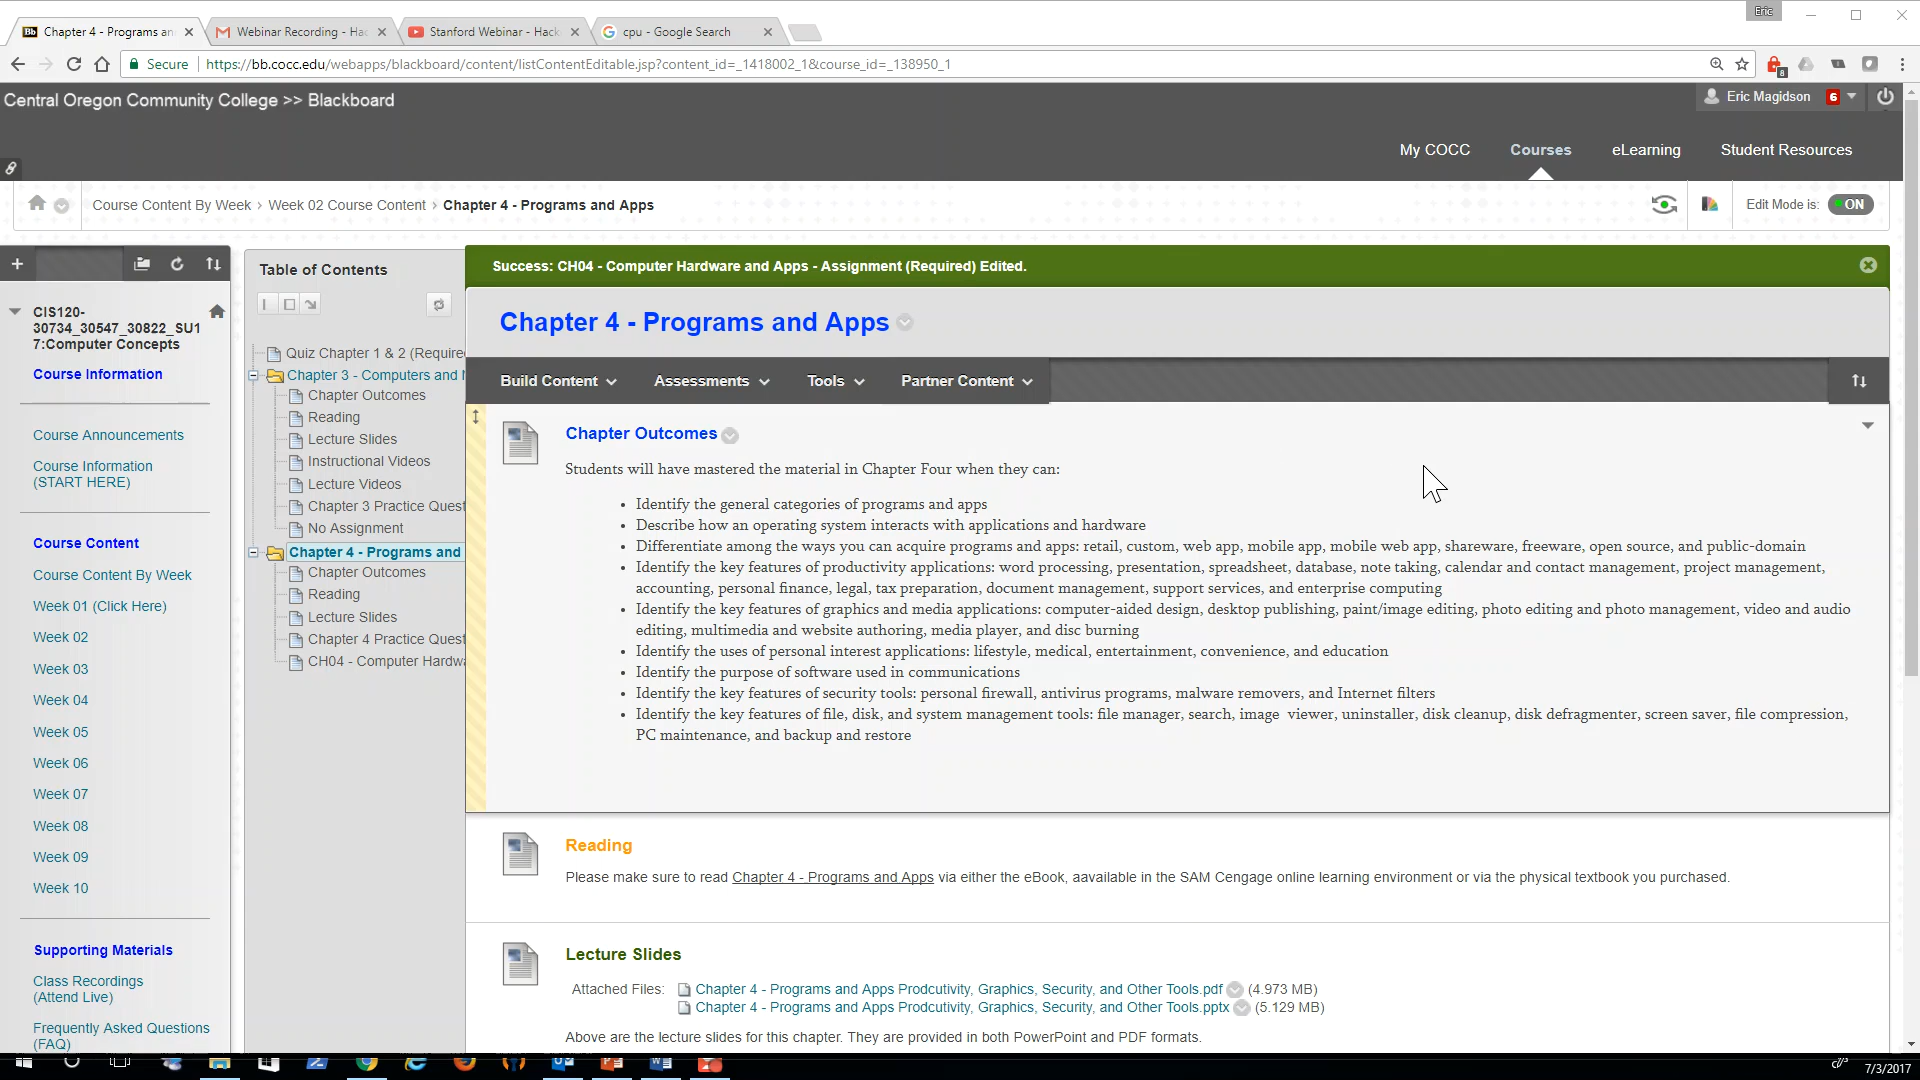 Eric
Chapter 4 - Programs an
Webinar Recording - Ha
Stanford Webinar - Hack
cpu - Google Search
Secure
https://bb.cocc.edu/webapps/blackboard/content/listContentEditable.jsp?content_id=_1418002_1&course_id=_138950_1
8
Central Oregon Community College >> Blackboard
Eric Magidson 6
My COCC
Courses
eLearning
Student Resources
Course Content By Week > Week 02 Course Content > Chapter 4 - Programs and Apps
Edit Mode is: ON
CIS120-
30734_30547_30822_SU1
7:Computer Concepts
Course Information
Course Announcements
Course Information
(START HERE)
Course Content
Course Content By Week
Week 01 (Click Here)
Week 02
Week 03
Week 04
Week 05
Week 06
Week 07
Week 08
Week 09
Week 10
Supporting Materials
Class Recordings
(Attend Live)
Frequently Asked Questions
(FAQ)
Table of Contents
Quiz Chapter 1 & 2 (Require
Chapter 3 - Computers and
Chapter Outcomes
Reading
Lecture Slides
Instructional Videos
Lecture Videos
Chapter 3 Practice Quest
No Assignment
Chapter 4 - Programs and
Chapter Outcomes
Reading
Lecture Slides
Chapter 4 Practice Quest
CH04 - Computer Hardwa
Success: CH04 - Computer Hardware and Apps - Assignment (Required) Edited.
Chapter 4 - Programs and Apps
Build Content
Assessments
Tools
Partner Content
Chapter Outcomes
Students will have mastered the material in Chapter Four when they can:
• Identify the general categories of programs and apps
• Describe how an operating system interacts with applications and hardware
• Differentiate among the ways you can acquire programs and apps: retail, custom, web app, mobile app, mobile web app, shareware, freeware, open source, and public-domain
• Identify the key features of productivity applications: word processing, presentation, spreadsheet, database, note taking, calendar and contact management, project management,
accounting, personal finance, legal, tax preparation, document management, support services, and enterprise computing
• Identify the key features of graphics and media applications: computer-aided design, desktop publishing, paint/image editing, photo editing and photo management, video and audio
editing, multimedia and website authoring, media player, and disc burning
• Identify the uses of personal interest applications: lifestyle, medical, entertainment, convenience, and education
• Identify the purpose of software used in communications
• Identify the key features of security tools: personal firewall, antivirus programs, malware removers, and Internet filters
• Identify the key features of file, disk, and system management tools: file manager, search, image viewer, uninstaller, disk cleanup, disk defragmenter, screen saver, file compression,
PC maintenance, and backup and restore
Reading
Please make sure to read Chapter 4 - Programs and Apps via either the eBook, aavailable in the SAM Cengage online learning environment or via the physical textbook you purchased.
Lecture Slides
Attached Files: Chapter 4 - Programs and Apps Prodcutivity, Graphics, Security, and Other Tools.pdf (4.973 MB)
Chapter 4 - Programs and Apps Prodcutivity, Graphics, Security, and Other Tools.pptx (5.129 MB)
Above are the lecture slides for this chapter. They are provided in both PowerPoint and PDF formats.
7/3/2017